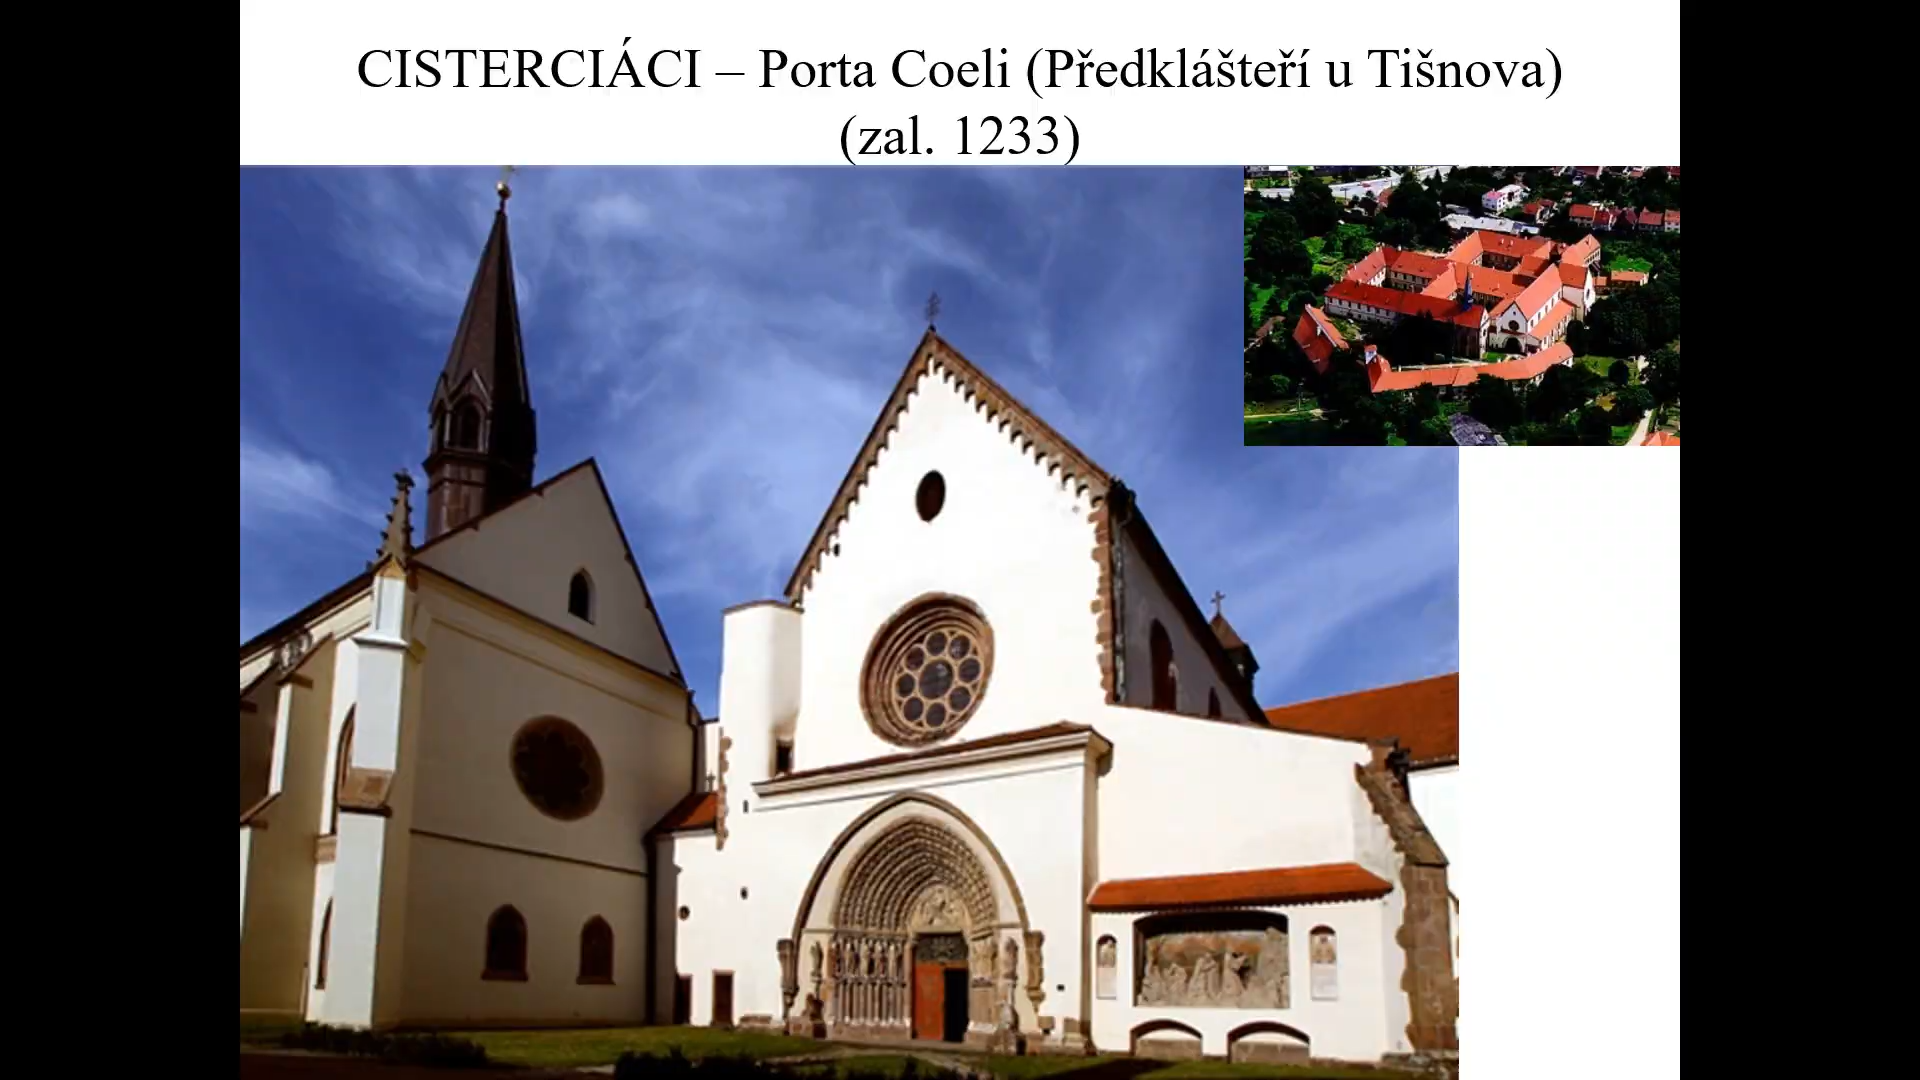 CISTERCIÁCI – Porta Coeli (Předklášteří u Tišnova)
(zal. 1233)